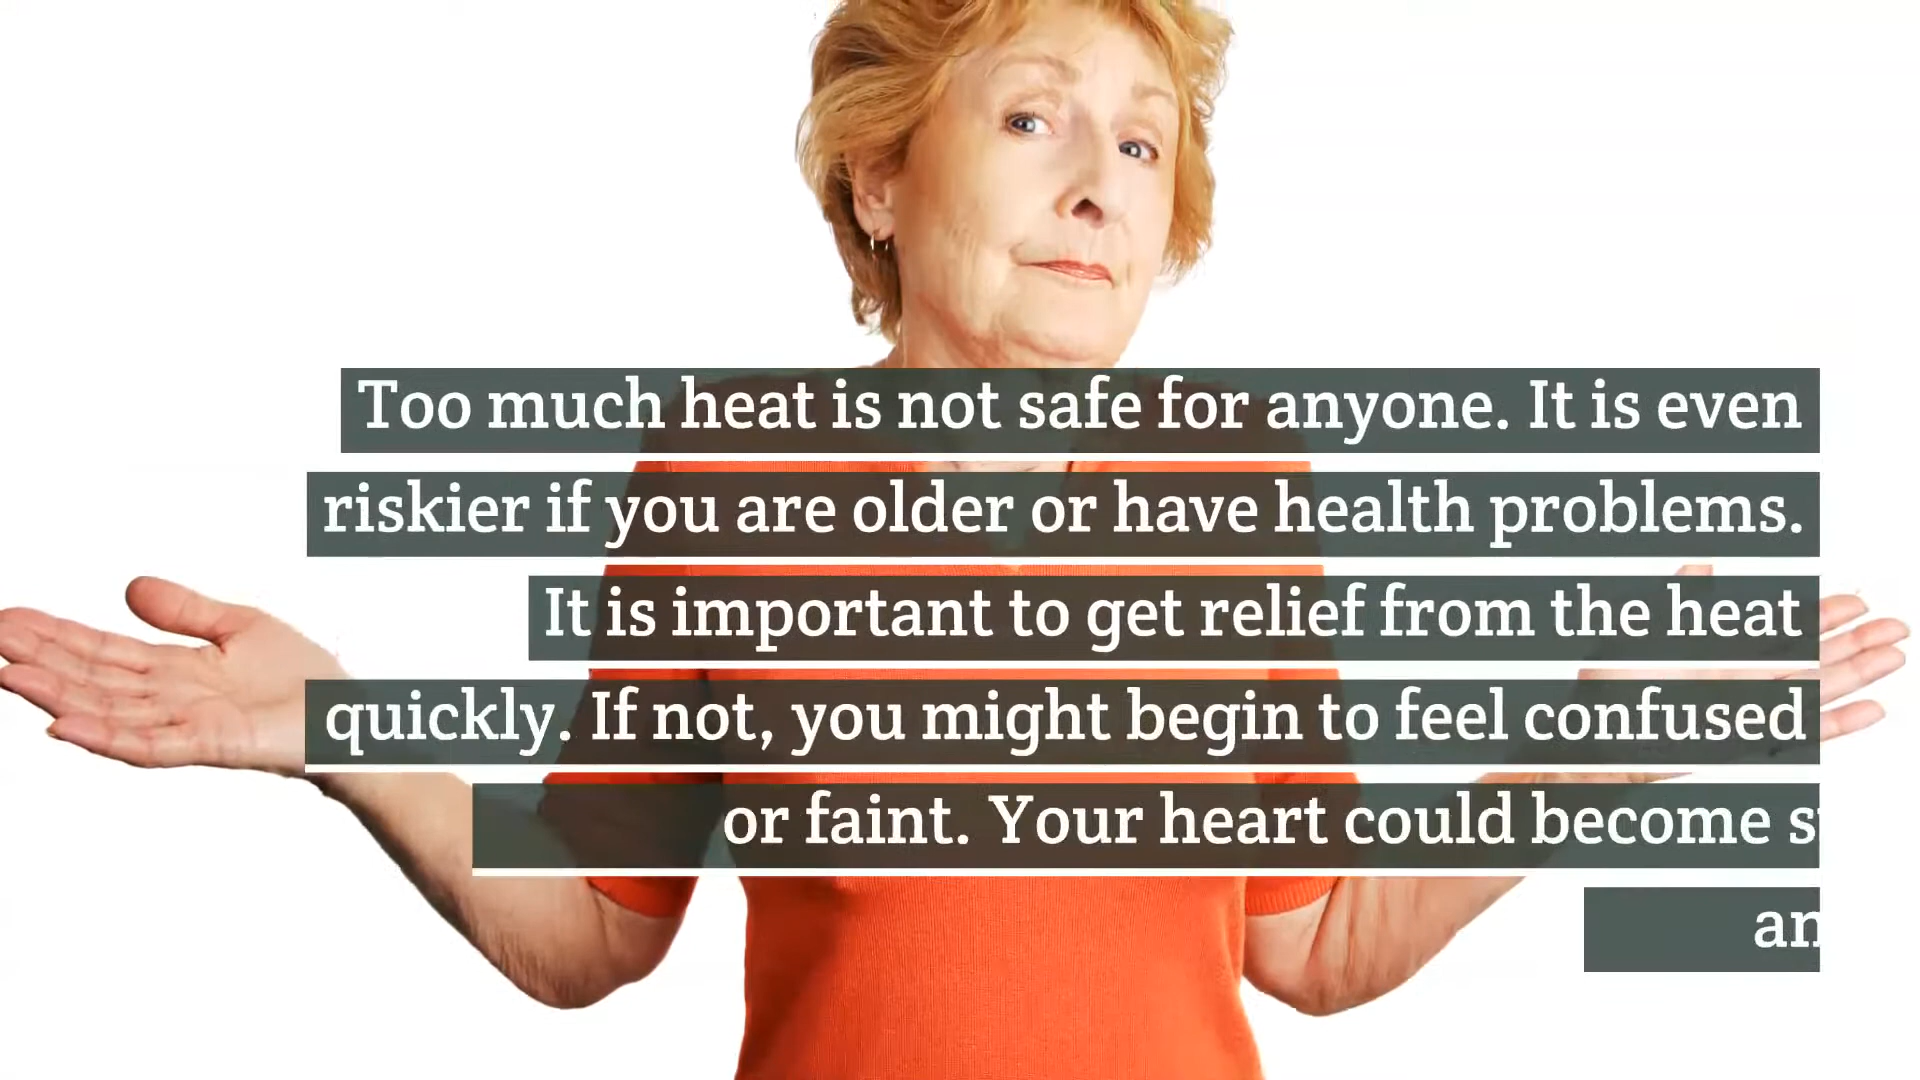 Too much heat is not safe for anyone. It is even
riskier if you are older or have health problems.
It is important to get relief from the heat
quickly. If not, you might begin to feel confused
or faint. Your heart could become